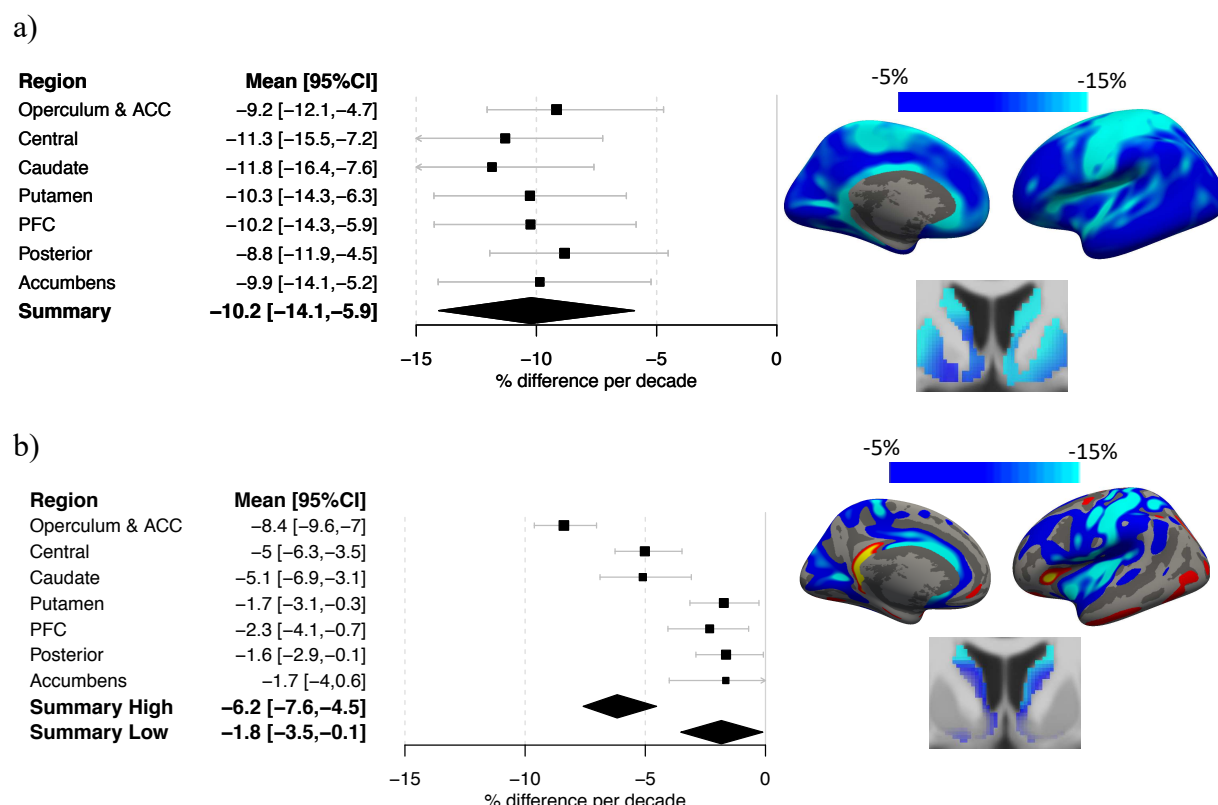 a)
Region Mean [95%CI]
Operculum & ACC −9.2 [−12.1,−4.7]
Central −11.3 [−15.5,−7.2]
Caudate −11.8 [−16.4,−7.6]
Putamen −10.3 [−14.3,−6.3]
PFC −10.2 [−14.3,−5.9]
Posterior −8.8 [−11.9,−4.5]
Accumbens −9.9 [−14.1,−5.2]
Summary −10.2 [−14.1,−5.9]
−15 −10 −5 0
% difference per decade
-5% -15%
b)
Region Mean [95%CI]
Operculum & ACC −8.4 [−9.6,−7]
Central −5 [−6.3,−3.5]
Caudate −5.1 [−6.9,−3.1]
Putamen −1.7 [−3.1,−0.3]
PFC −2.3 [−4.1,−0.7]
Posterior −1.6 [−2.9,−0.1]
Accumbens −1.7 [−4,0.6]
Summary High −6.2 [−7.6,−4.5]
Summary Low −1.8 [−3.5,−0.1]
−15 −10 −5 0
% difference per decade
-5% -15%